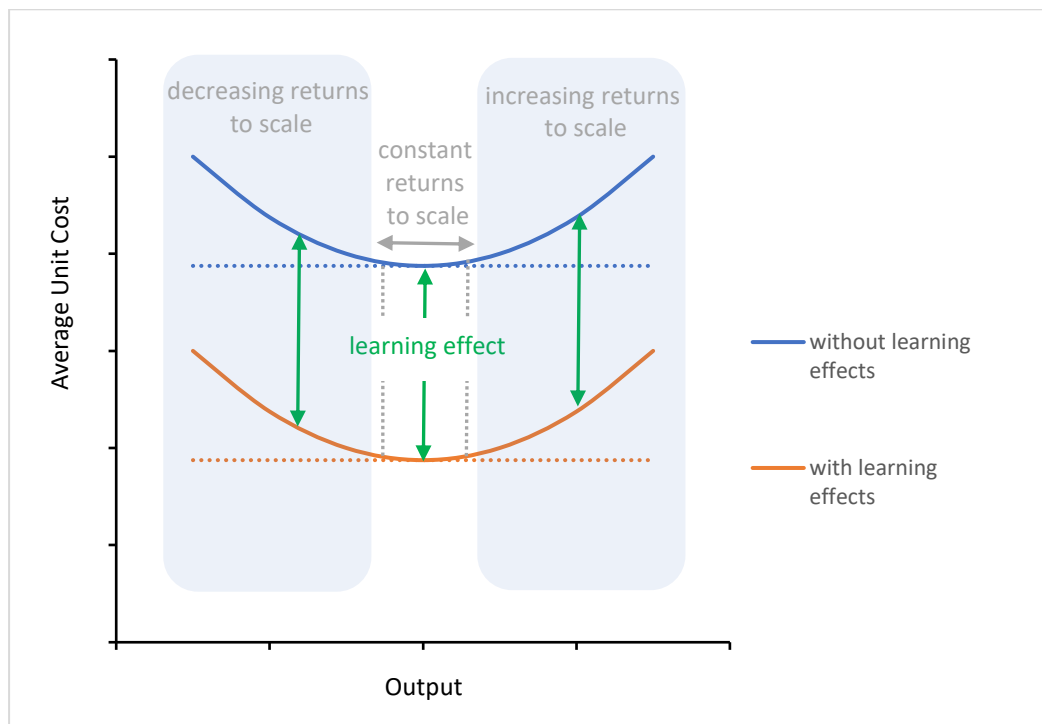 decreasing returns
to scale
increasing returns
to scale
constant
returns
to scale
Average Unit Cost
learning effect
without learning
effects
with learning
effects
Output